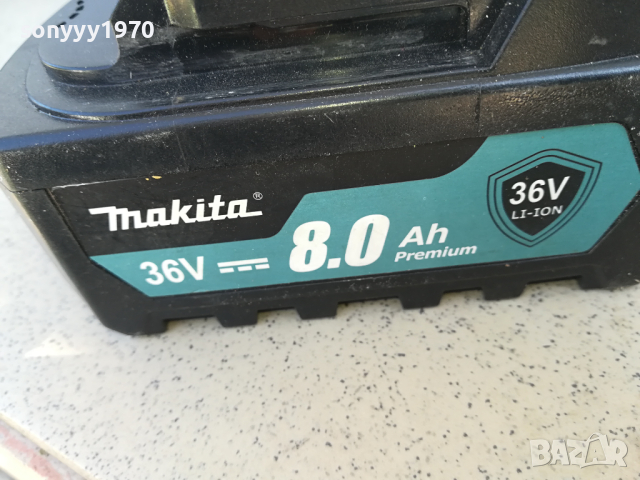 onyyy1970
makita®
36V
8.0 Ah
Premium
36V
LI-ION
BAZAR